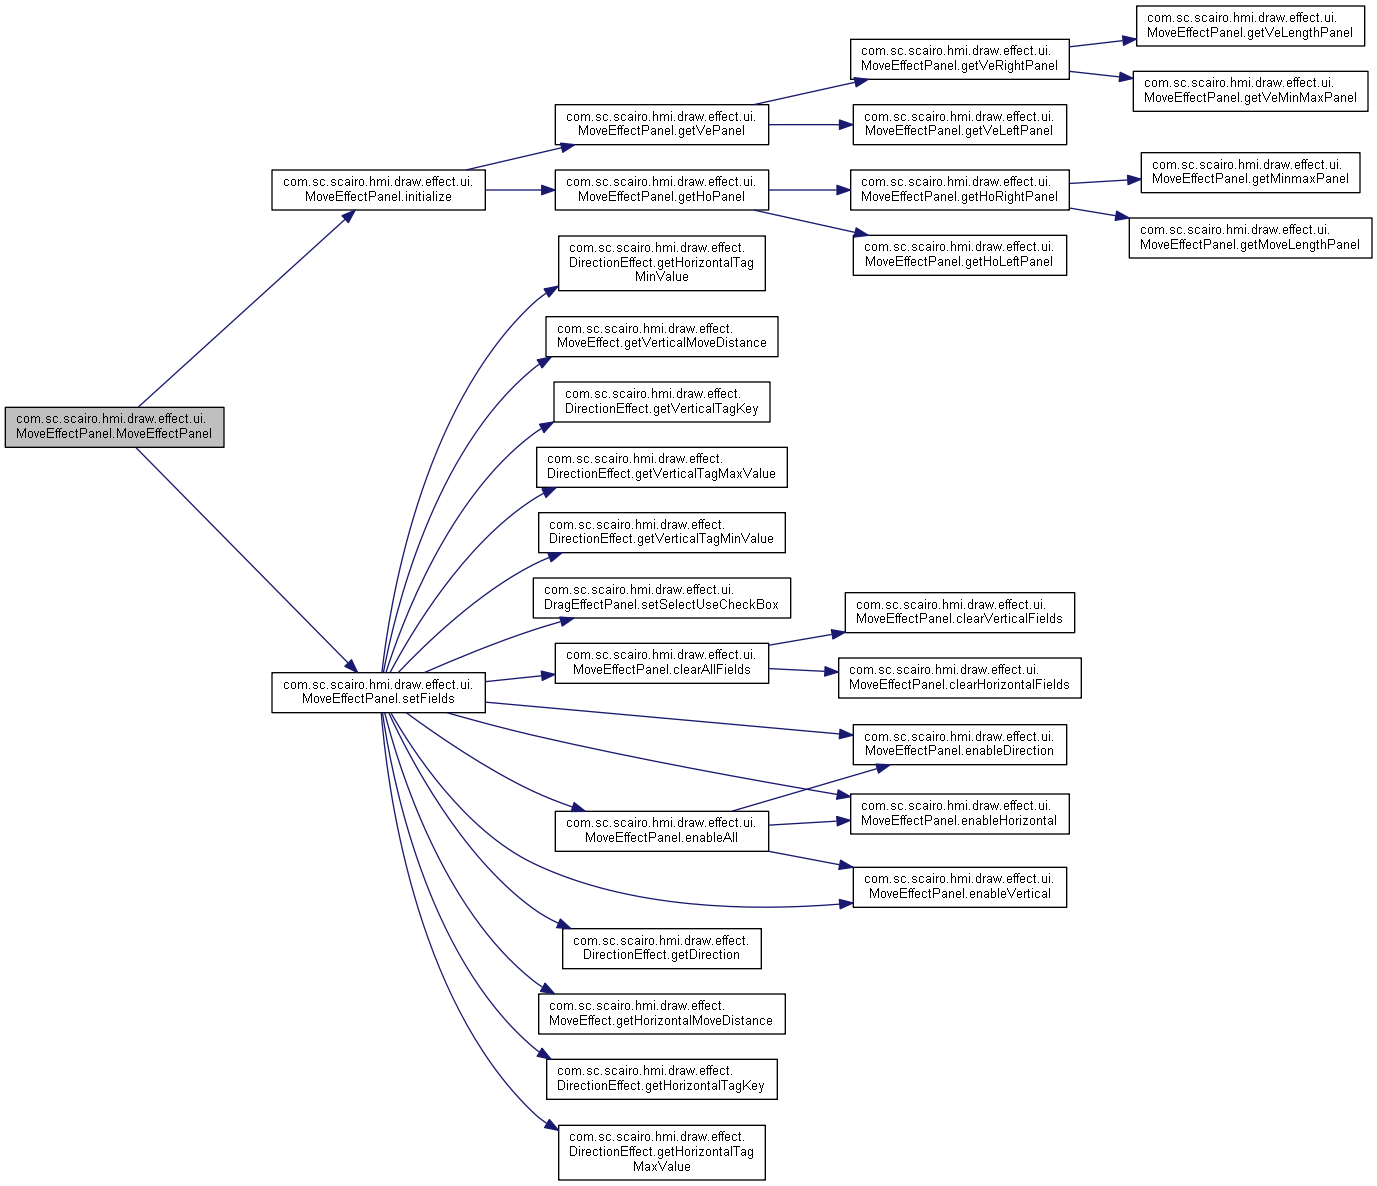 com.sc.scairo.hmi.draw.effect.ui.
MoveEffectPanel.MoveEffectPanel
com.sc.scairo.hmi.draw.effect.ui.
MoveEffectPanel.initialize
com.sc.scairo.hmi.draw.effect.ui.
MoveEffectPanel.setFields
com.sc.scairo.hmi.draw.effect.ui.
MoveEffectPanel.getVePanel
com.sc.scairo.hmi.draw.effect.ui.
MoveEffectPanel.getHoPanel
com.sc.scairo.hmi.draw.effect.
DirectionEffect.getHorizontalTag
MinValue
com.sc.scairo.hmi.draw.effect.
MoveEffect.getVerticalMoveDistance
com.sc.scairo.hmi.draw.effect.
DirectionEffect.getVerticalTagKey
com.sc.scairo.hmi.draw.effect.
DirectionEffect.getVerticalTagMaxValue
com.sc.scairo.hmi.draw.effect.
DirectionEffect.getVerticalTagMinValue
com.sc.scairo.hmi.draw.effect.ui.
DragEffectPanel.setSelectUseCheckBox
com.sc.scairo.hmi.draw.effect.ui.
MoveEffectPanel.clearAllFields
com.sc.scairo.hmi.draw.effect.ui.
MoveEffectPanel.enableAll
com.sc.scairo.hmi.draw.effect.
DirectionEffect.getDirection
com.sc.scairo.hmi.draw.effect.
MoveEffect.getHorizontalMoveDistance
com.sc.scairo.hmi.draw.effect.
DirectionEffect.getHorizontalTagKey
com.sc.scairo.hmi.draw.effect.
DirectionEffect.getHorizontalTag
MaxValue
com.sc.scairo.hmi.draw.effect.ui.
MoveEffectPanel.getVeRightPanel
com.sc.scairo.hmi.draw.effect.ui.
MoveEffectPanel.getVeLeftPanel
com.sc.scairo.hmi.draw.effect.ui.
MoveEffectPanel.getHoRightPanel
com.sc.scairo.hmi.draw.effect.ui.
MoveEffectPanel.getHoLeftPanel
com.sc.scairo.hmi.draw.effect.ui.
MoveEffectPanel.clearVerticalFields
com.sc.scairo.hmi.draw.effect.ui.
MoveEffectPanel.clearHorizontalFields
com.sc.scairo.hmi.draw.effect.ui.
MoveEffectPanel.enableDirection
com.sc.scairo.hmi.draw.effect.ui.
MoveEffectPanel.enableHorizontal
com.sc.scairo.hmi.draw.effect.ui.
MoveEffectPanel.enableVertical
com.sc.scairo.hmi.draw.effect.ui.
MoveEffectPanel.getVeLengthPanel
com.sc.scairo.hmi.draw.effect.ui.
MoveEffectPanel.getVeMinMaxPanel
com.sc.scairo.hmi.draw.effect.ui.
MoveEffectPanel.getMinmaxPanel
com.sc.scairo.hmi.draw.effect.ui.
MoveEffectPanel.getMoveLengthPanel